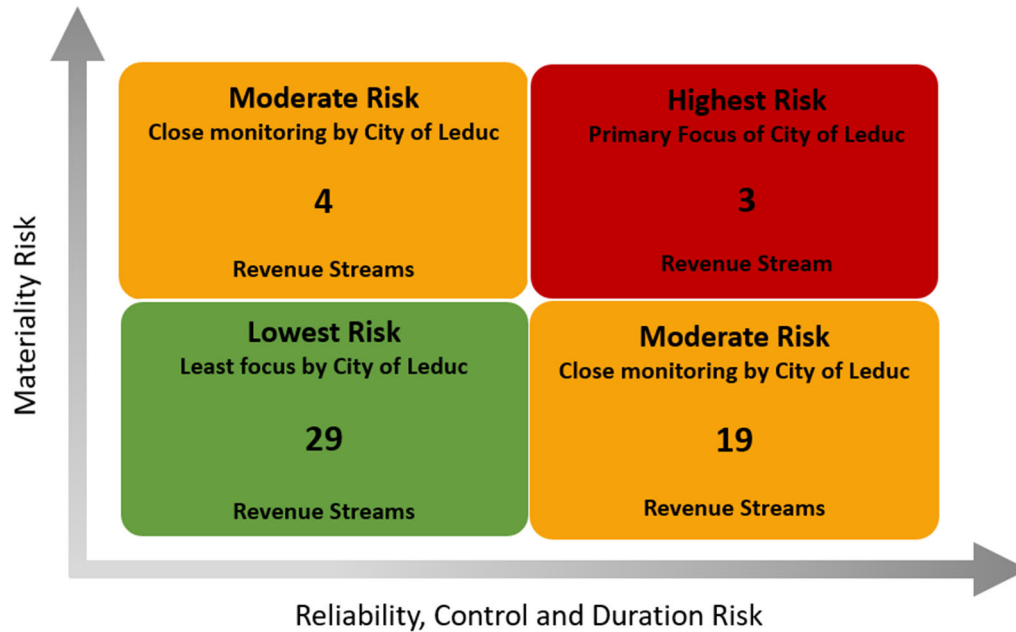 Materiality Risk
Moderate Risk
Close monitoring by City of Leduc
4
Revenue Streams
Highest Risk
Primary Focus of City of Leduc
3
Revenue Stream
Lowest Risk
Least focus by City of Leduc
29
Revenue Streams
Moderate Risk
Close monitoring by City of Leduc
19
Revenue Streams
Reliability, Control and Duration Risk